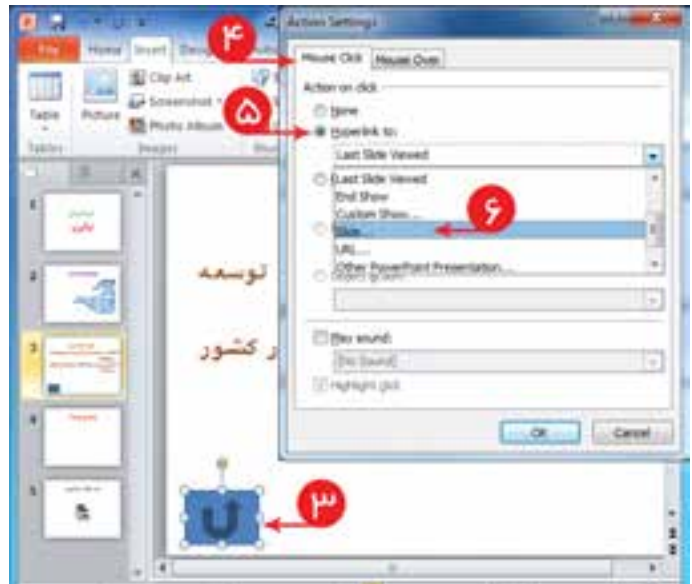 Action Settings
File Home Insert
Mouse Click Mouse Over
۴
Action on click
Table
Picture
Clip Art
Screenshot
Photo Album
Tables
Images
None
Hyperlink to:
۵
Last Slide Viewed
Last Slide Viewed
End Show
Custom Show...
Slide...
۶
URL...
Other PowerPoint Presentation...
Object action:
Play sound:
[No Sound]
Highlight click
OK Cancel
توسعه
ر کشور
1
2
3
4
5
۳